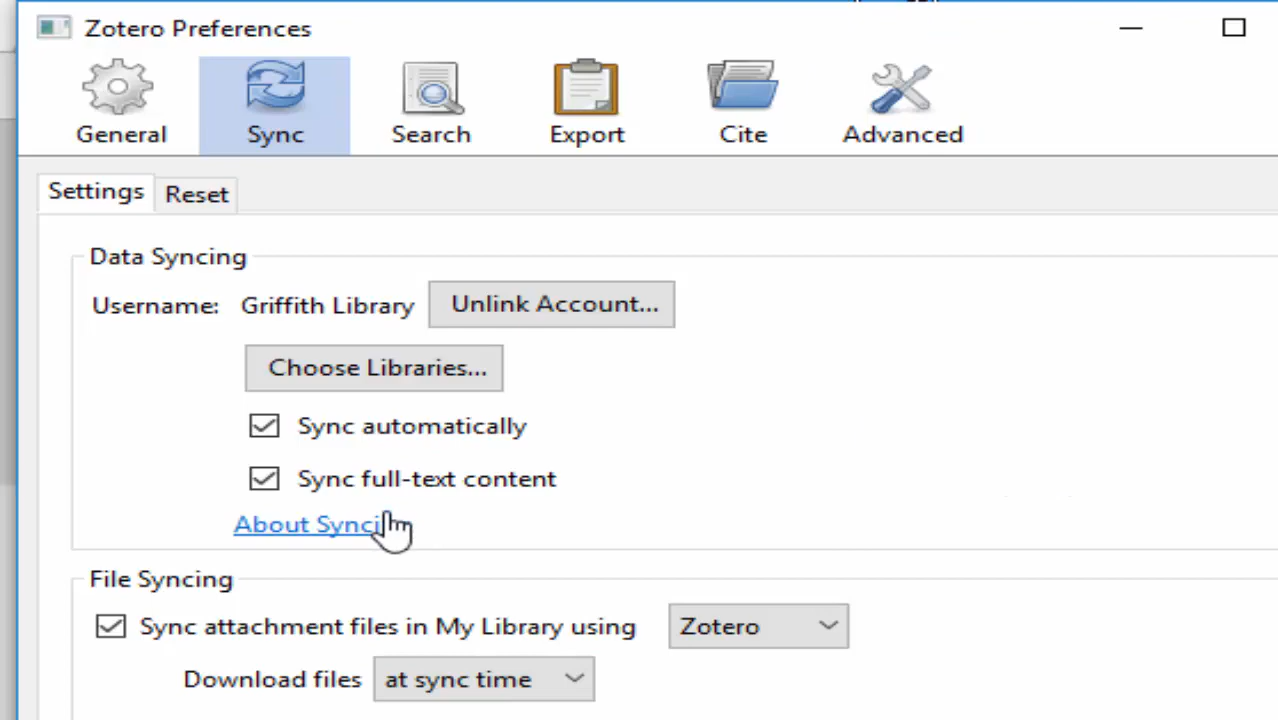 Zotero Preferences
General Sync Search Export Cite Advanced
Settings Reset
Data Syncing
Username: Griffith Library Unlink Account...
Choose Libraries...
Sync automatically
Sync full-text content
About Synci
File Syncing
Sync attachment files in My Library using Zotero
Download files at sync time